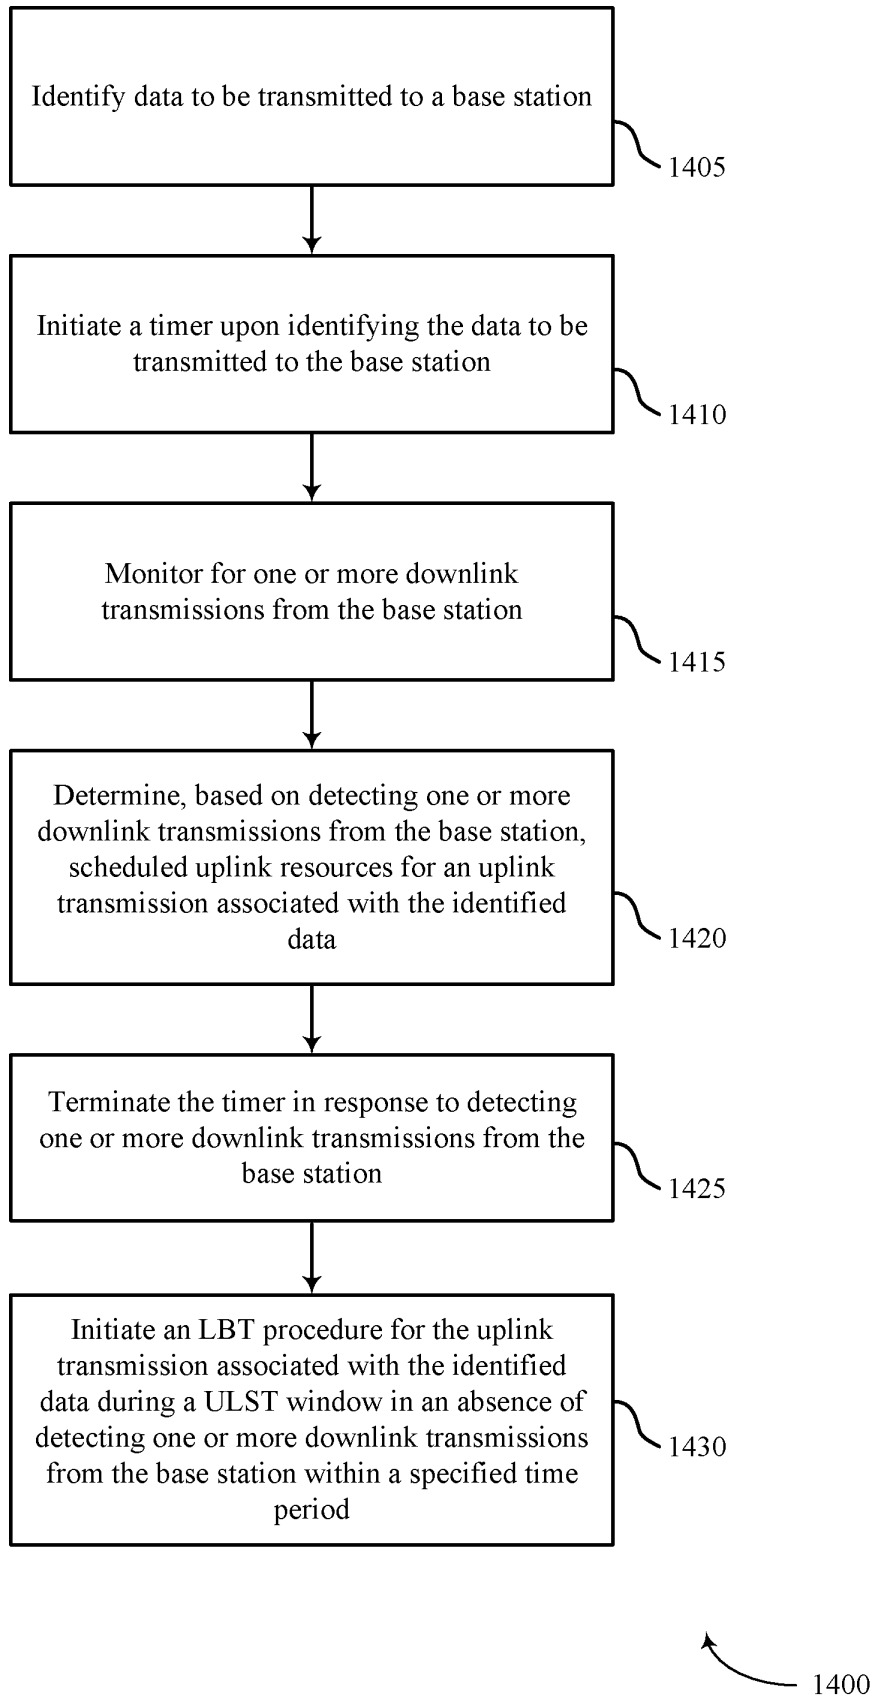 Identify data to be transmitted to a base station
1405
Initiate a timer upon identifying the data to be
transmitted to the base station
1410
Monitor for one or more downlink
transmissions from the base station
1415
Determine, based on detecting one or more
downlink transmissions from the base station,
scheduled uplink resources for an uplink
transmission associated with the identified
data
1420
Terminate the timer in response to detecting
one or more downlink transmissions from the
base station
1425
Initiate an LBT procedure for the uplink
transmission associated with the identified
data during a ULST window in an absence of
detecting one or more downlink transmissions
from the base station within a specified time
period
1430
1400